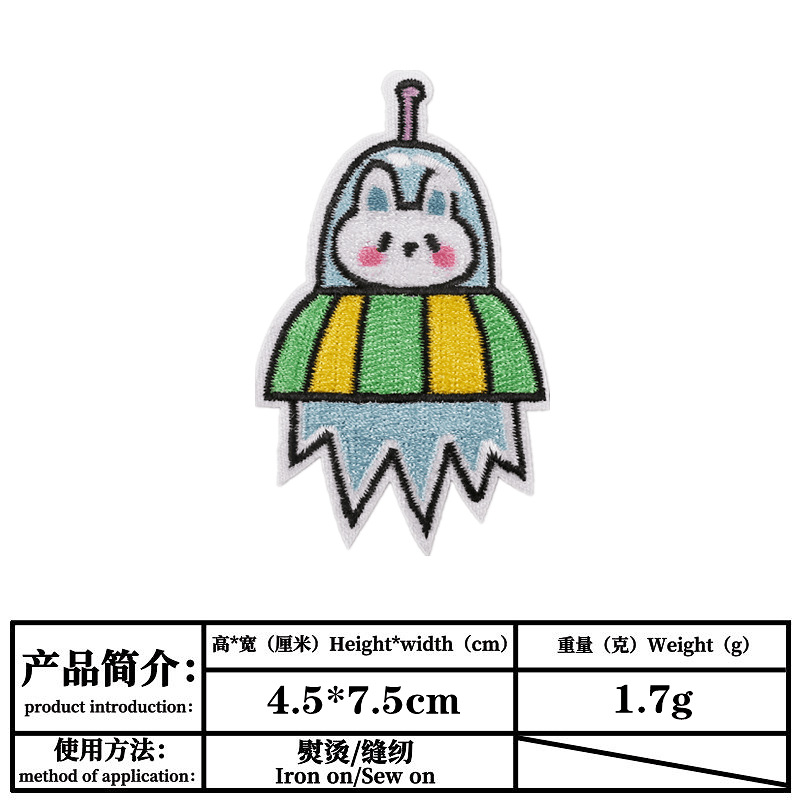 产品简介：
product introduction：
高*宽（厘米）Height*width（cm）
重量（克）Weight（g）
4.5*7.5cm
1.7g
使用方法：
method of application：
熨烫/缝纫
Iron on/Sew on